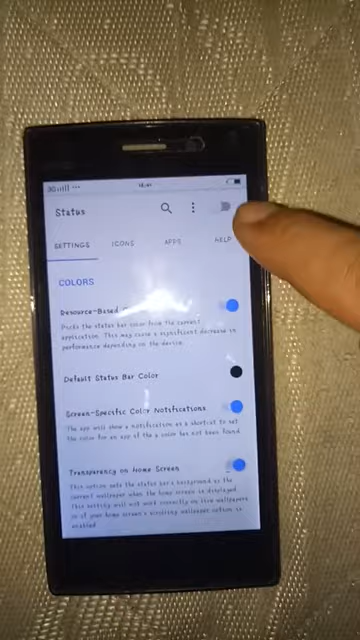 Status
SETTINGS ICONS APPS HELP
COLORS
Resource-Based
Picks the status bar color from the current
application. This may cause a significant decrease in
performance depending on the device.
Default Status Bar Color
Screen-Specific Color Notifications
The app will show a notification as a shortcut to set
the color for an app if the a color has not been found
Transparency on Home Screen
This option sets the status bar's background as the
current wallpaper when the home screen is displayed
This setting will not work correctly on live wallpapers
or if your home screen's scrolling wallpaper option is
enabled